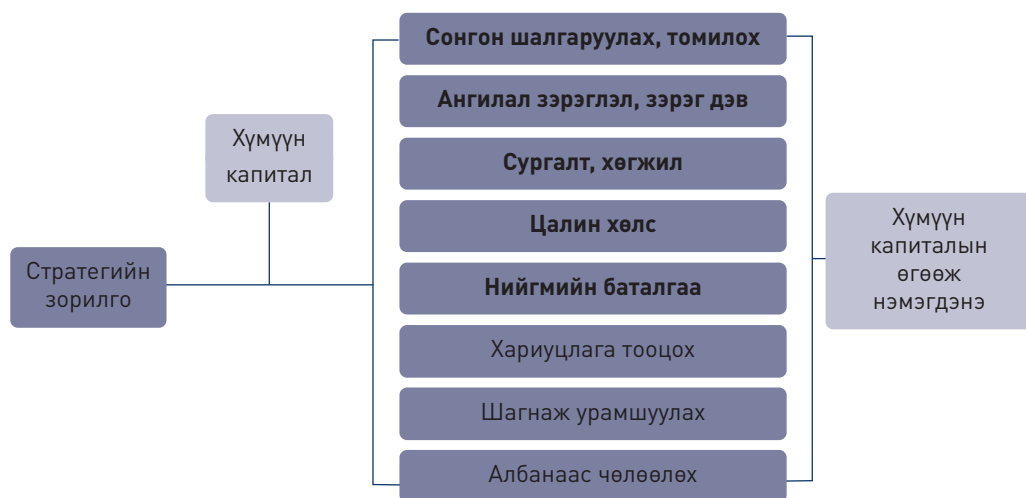 Стратегийн
зорилго
Хүмүүн
капитал
Сонгон шалгаруулах, томилох
Ангилал зэрэглэл, зэрэг дэв
Сургалт, хөгжил
Цалин хөлс
Нийгмийн баталгаа
Хариуцлага тооцох
Шагнаж урамшуулах
Албанаас чөлөөлөх
Хүмүүн
капиталын
өгөөж
нэмэгдэнэ